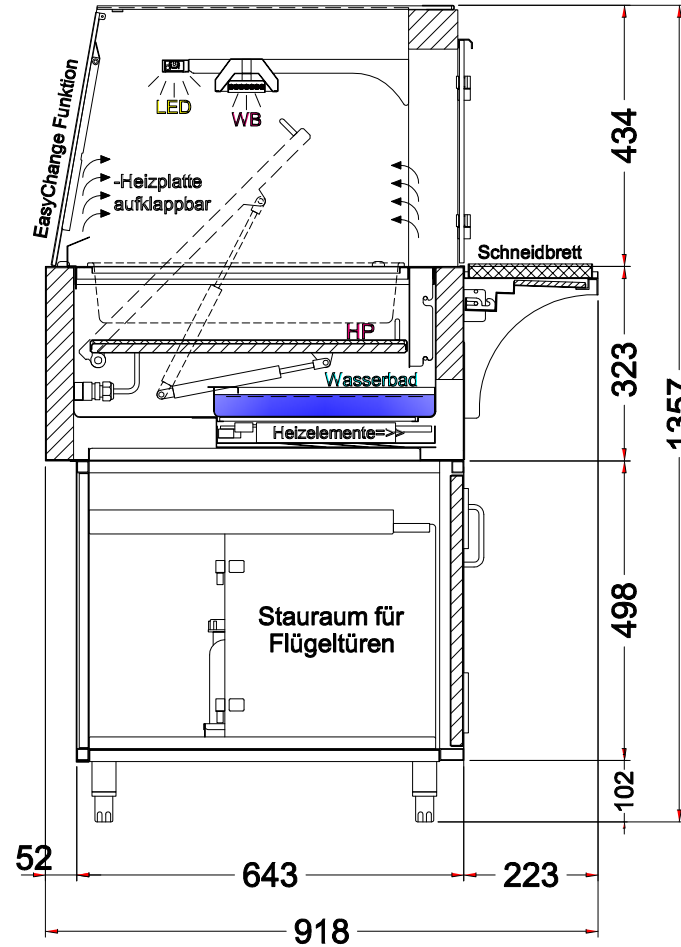 EasyChange Funktion
LED
WB
-Heizplatte
aufklappbar
434
Schneidbrett
HP
Wasserbad
Heizelemente=>>
323
1357
Stauraum für
Flügeltüren
498
102
52
643
223
918